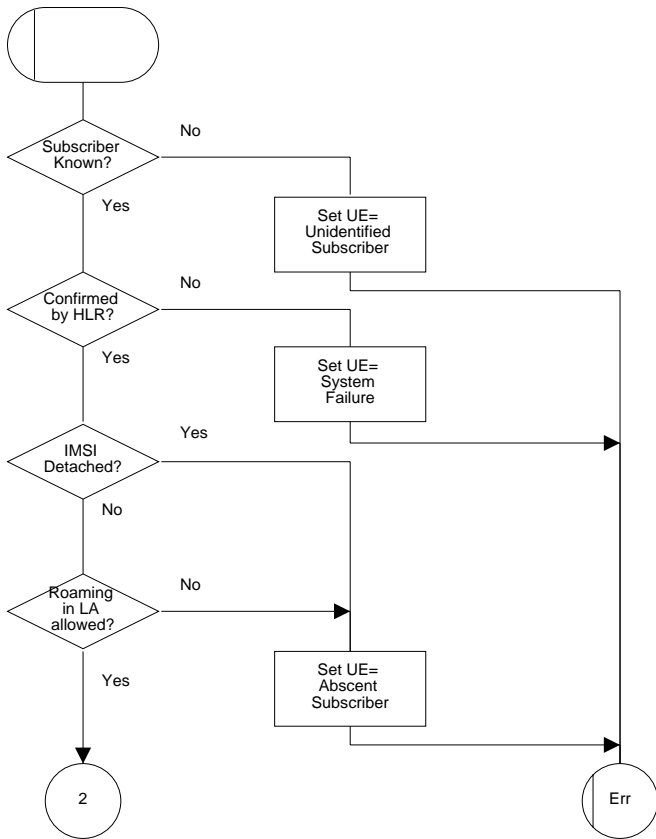 Subscriber
Known?
No
Yes
Set UE=
Unidentified
Subscriber
Confirmed
by HLR?
No
Yes
Set UE=
System
Failure
IMSI
Detached?
Yes
No
Roaming
in LA
allowed?
No
Yes
Set UE=
Abscent
Subscriber
2
Err